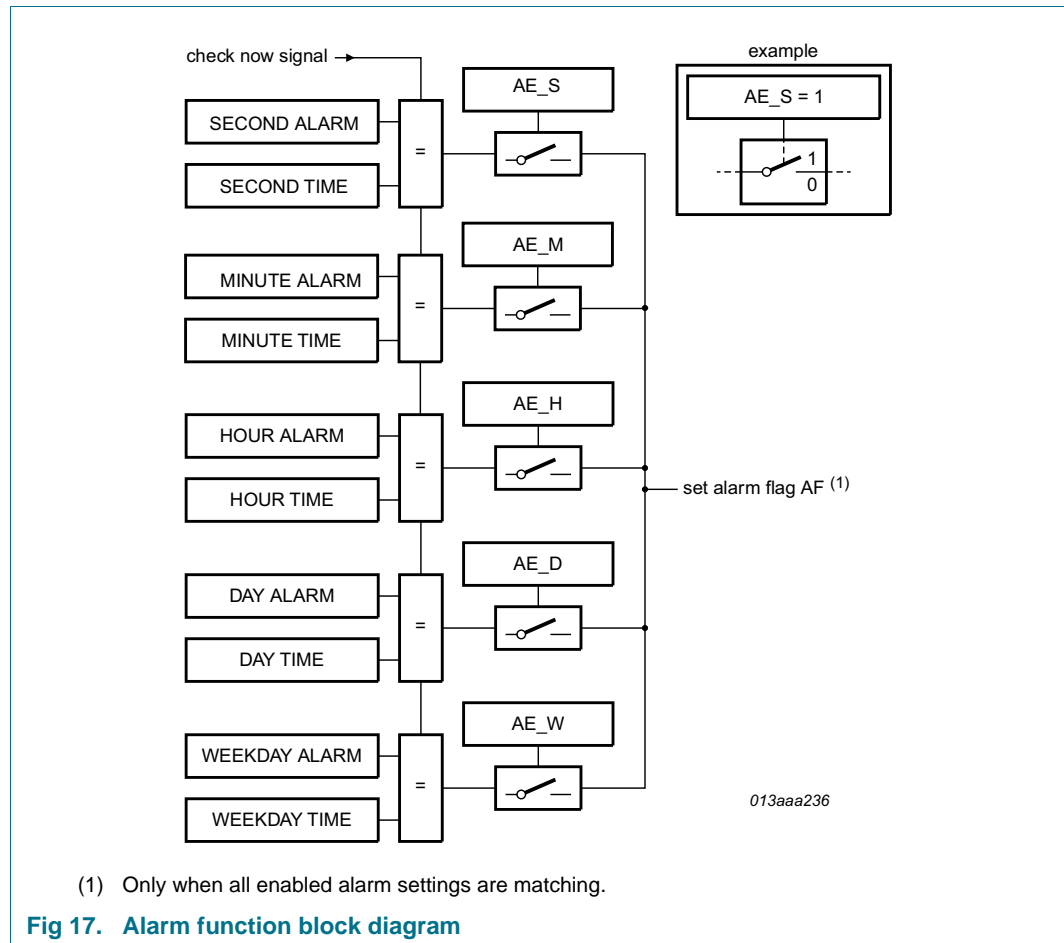 check now signal
example
AE_S
AE_S = 1
SECOND ALARM
=
1
SECOND TIME
0
AE_M
MINUTE ALARM
=
MINUTE TIME
AE_H
HOUR ALARM
=
set alarm flag AF (1)
HOUR TIME
AE_D
DAY ALARM
=
DAY TIME
AE_W
WEEKDAY ALARM
=
WEEKDAY TIME
013aaa236
(1) Only when all enabled alarm settings are matching.
Fig 17. Alarm function block diagram